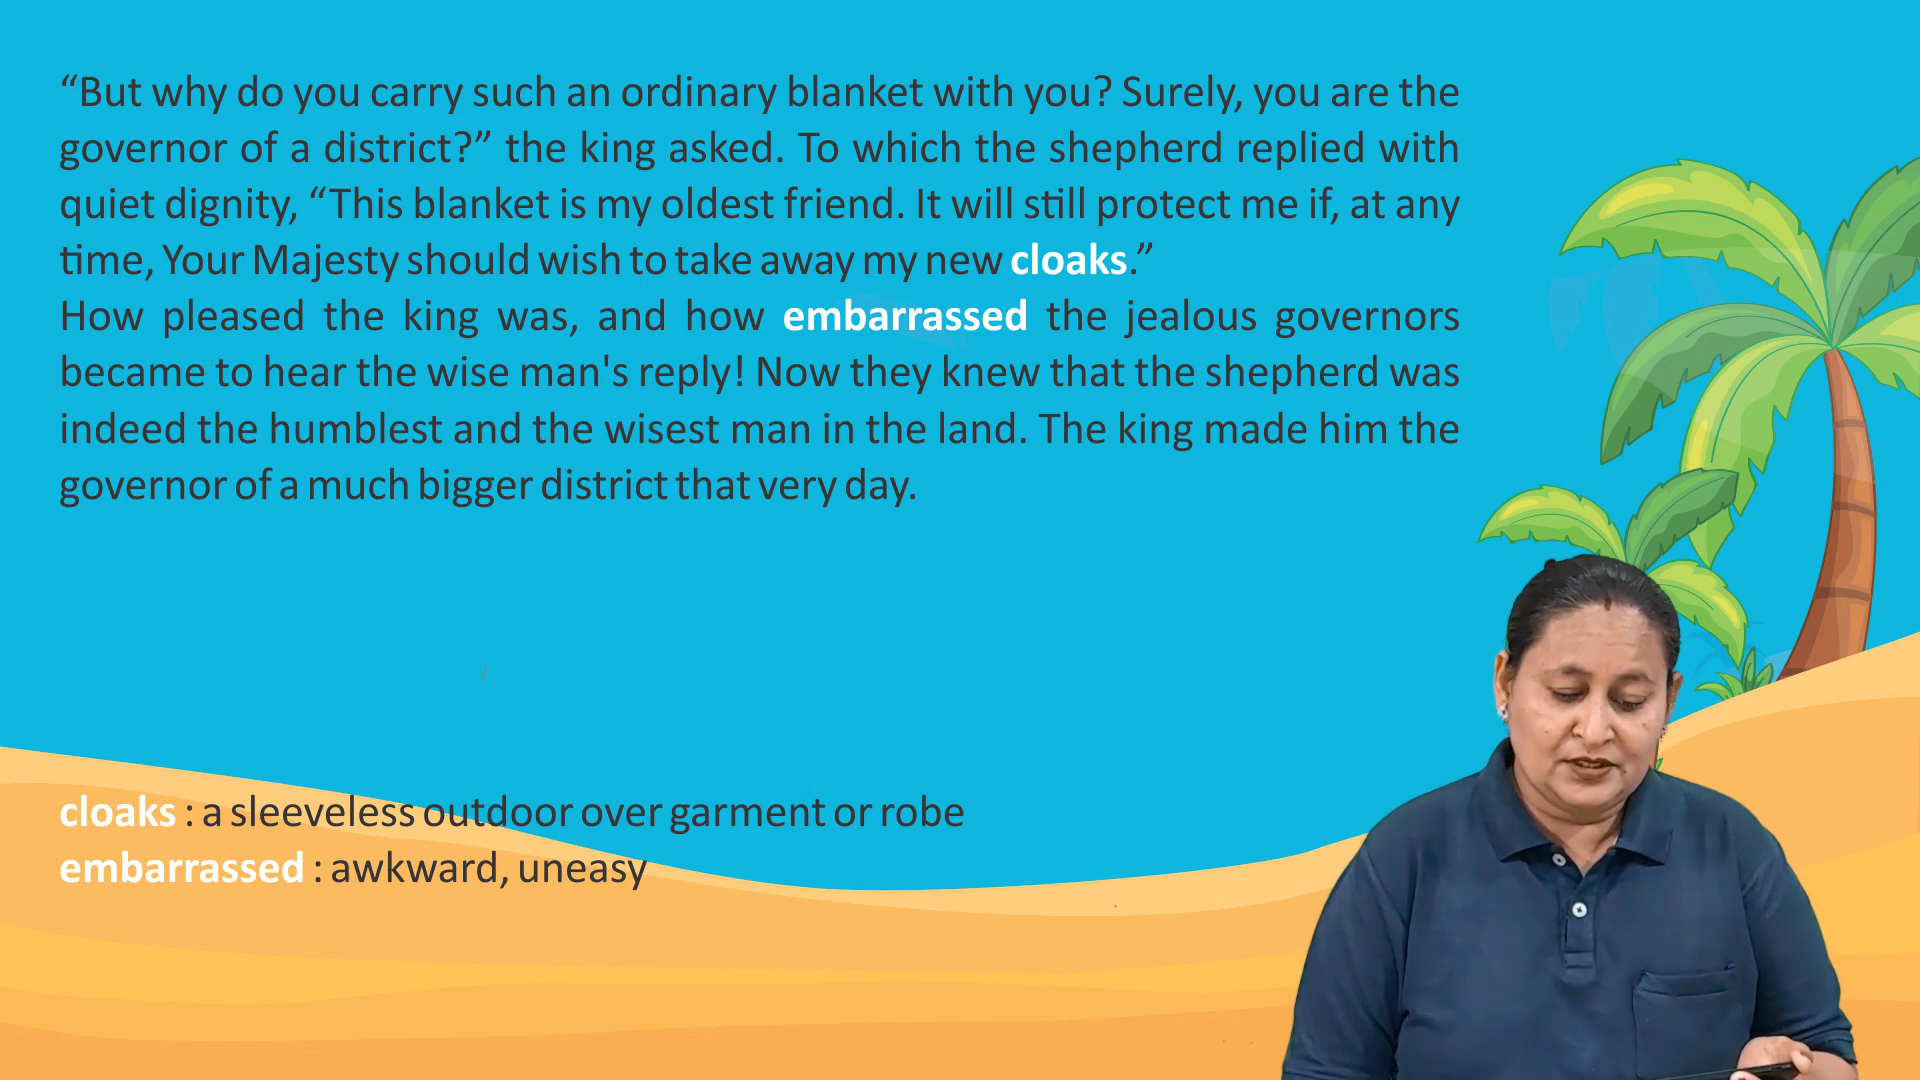 “But why do you carry such an ordinary blanket with you? Surely, you are the
governor of a district?” the king asked. To which the shepherd replied with
quiet dignity, “This blanket is my oldest friend. It will still protect me if, at any
time, Your Majesty should wish to take away my new cloaks.”
How pleased the king was, and how embarrassed the jealous governors
became to hear the wise man's reply! Now they knew that the shepherd was
indeed the humblest and the wisest man in the land. The king made him the
governor of a much bigger district that very day.
cloaks : a sleeveless outdoor over garment or robe
embarrassed : awkward, uneasy